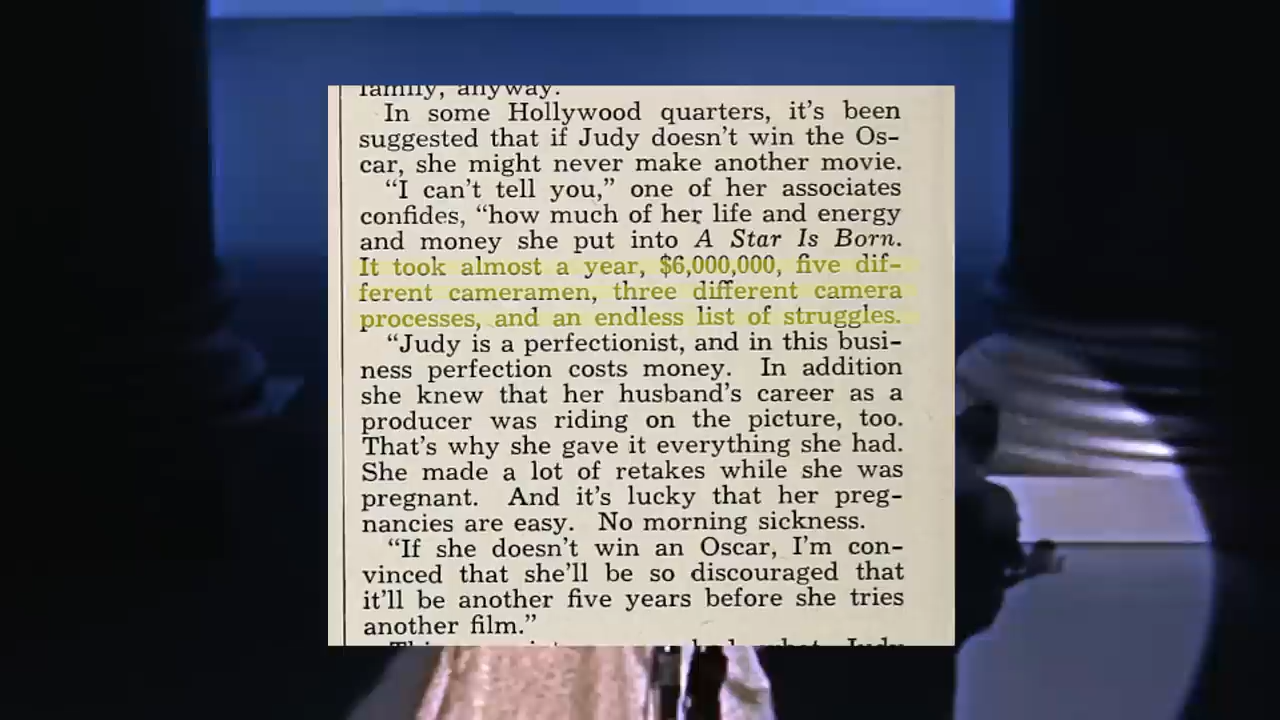 family, anyway.
In some Hollywood quarters, it's been
suggested that if Judy doesn't win the Os-
car, she might never make another movie.
“I can't tell you,” one of her associates
confides, “how much of her life and energy
and money she put into A Star Is Born.
It took almost a year, $6,000,000, five dif-
ferent cameramen, three different camera
processes, and an endless list of struggles.
“Judy is a perfectionist, and in this busi-
ness perfection costs money. In addition
she knew that her husband's career as a
producer was riding on the picture, too.
That's why she gave it everything she had.
She made a lot of retakes while she was
pregnant. And it's lucky that her preg-
nancies are easy. No morning sickness.
“If she doesn't win an Oscar, I'm con-
vinced that she'll be so discouraged that
it'll be another five years before she tries
another film.”
what Judy